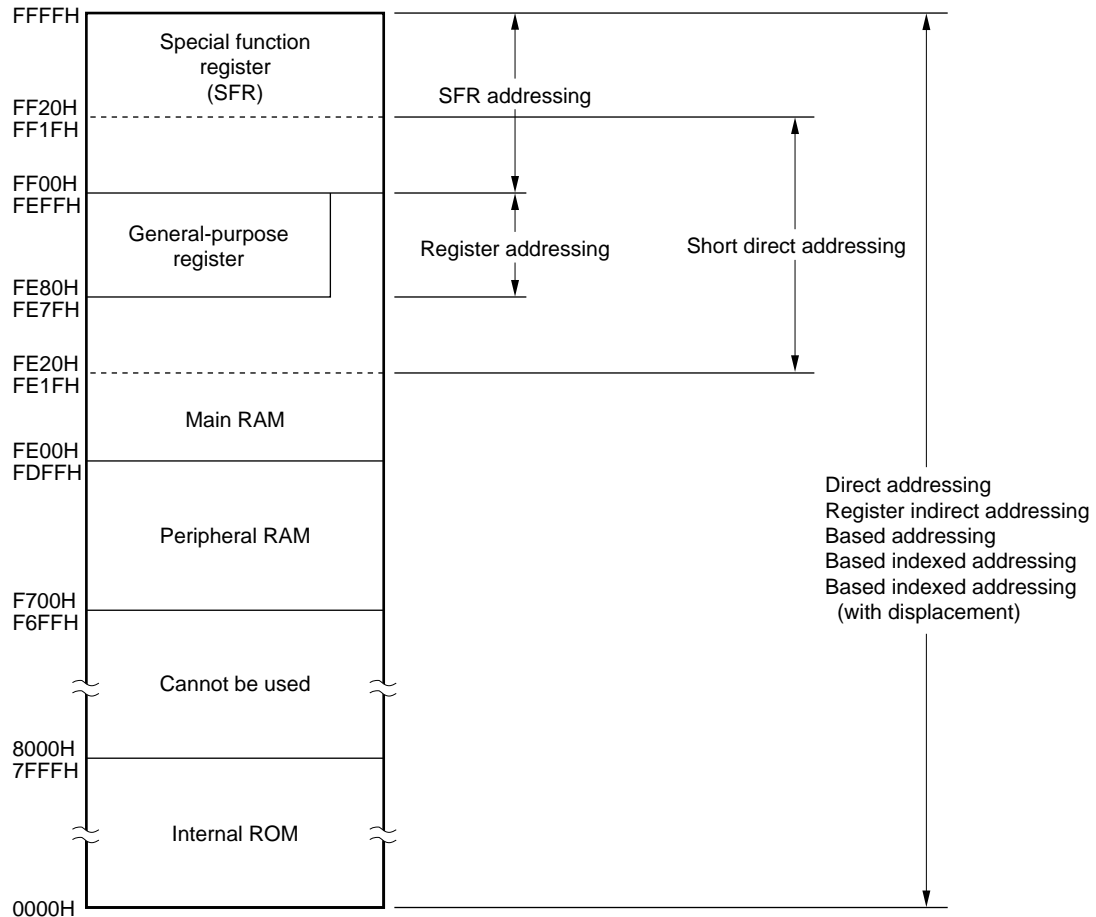 FFFFH
Special function
register
(SFR)
SFR addressing
FF20H
FF1FH
FF00H
FEFFH
General-purpose
register
Register addressing
Short direct addressing
FE80H
FE7FH
FE20H
FE1FH
Main RAM
FE00H
FDFFH
Peripheral RAM
Direct addressing
Register indirect addressing
Based addressing
Based indexed addressing
Based indexed addressing
(with displacement)
F700H
F6FFH
Cannot be used
8000H
7FFFH
Internal ROM
0000H